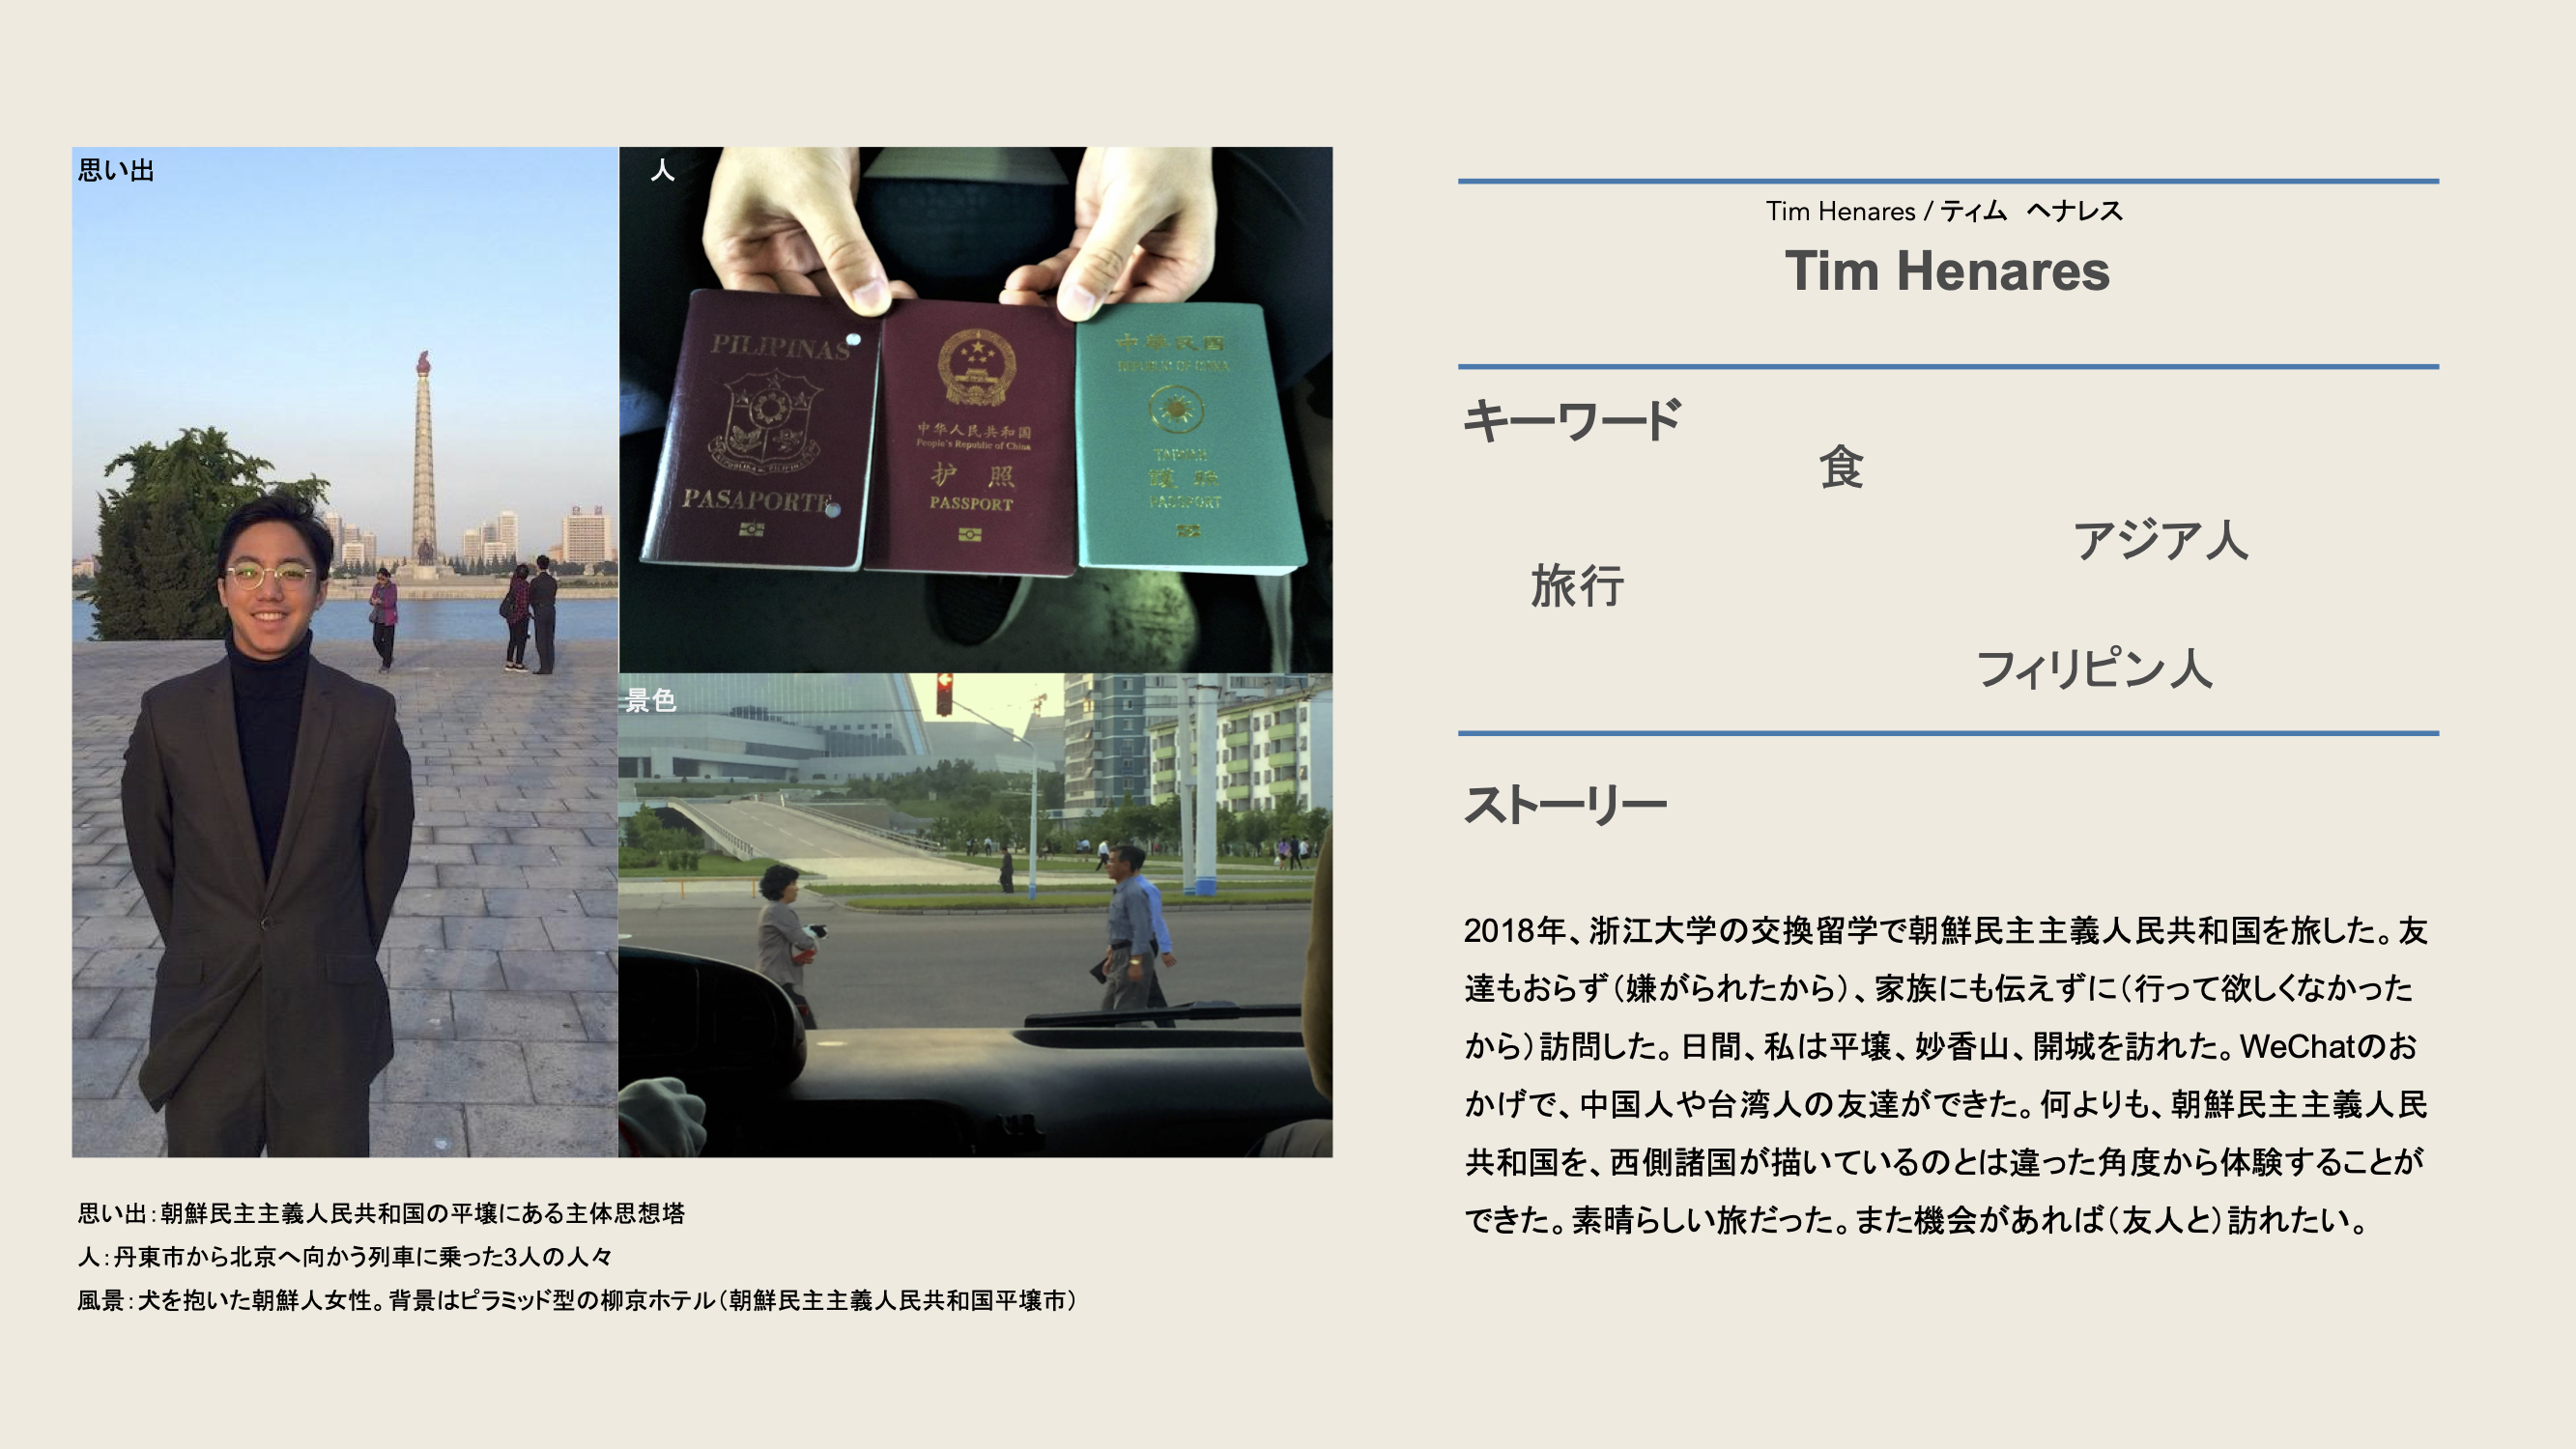 思い出
人
PILIPINAS
REPUBLIKA NG PILIPINAS
PASAPORTE
中华人民共和国
People's Republic of China
护 照
PASSPORT
中華民國
REPUBLIC OF CHINA
TAIWAN
護 照
PASSPORT
景色
思い出：朝鮮民主主義人民共和国の平壌にある主体思想塔
人：丹東市から北京へ向かう列車に乗った3人の人々
風景：犬を抱いた朝鮮人女性。背景はピラミッド型の柳京ホテル（朝鮮民主主義人民共和国平壌市）
Tim Henares / ティム　ヘナレス
Tim Henares
キーワード
食
アジア人
旅行
フィリピン人
ストーリー
2018年、浙江大学の交換留学で朝鮮民主主義人民共和国を旅した。友
達もおらず（嫌がられたから）、家族にも伝えずに（行って欲しくなかった
から）訪問した。日間、私は平壌、妙香山、開城を訪れた。WeChatのお
かげで、中国人や台湾人の友達ができた。何よりも、朝鮮民主主義人民
共和国を、西側諸国が描いているのとは違った角度から体験することが
できた。素晴らしい旅だった。また機会があれば（友人と）訪れたい。